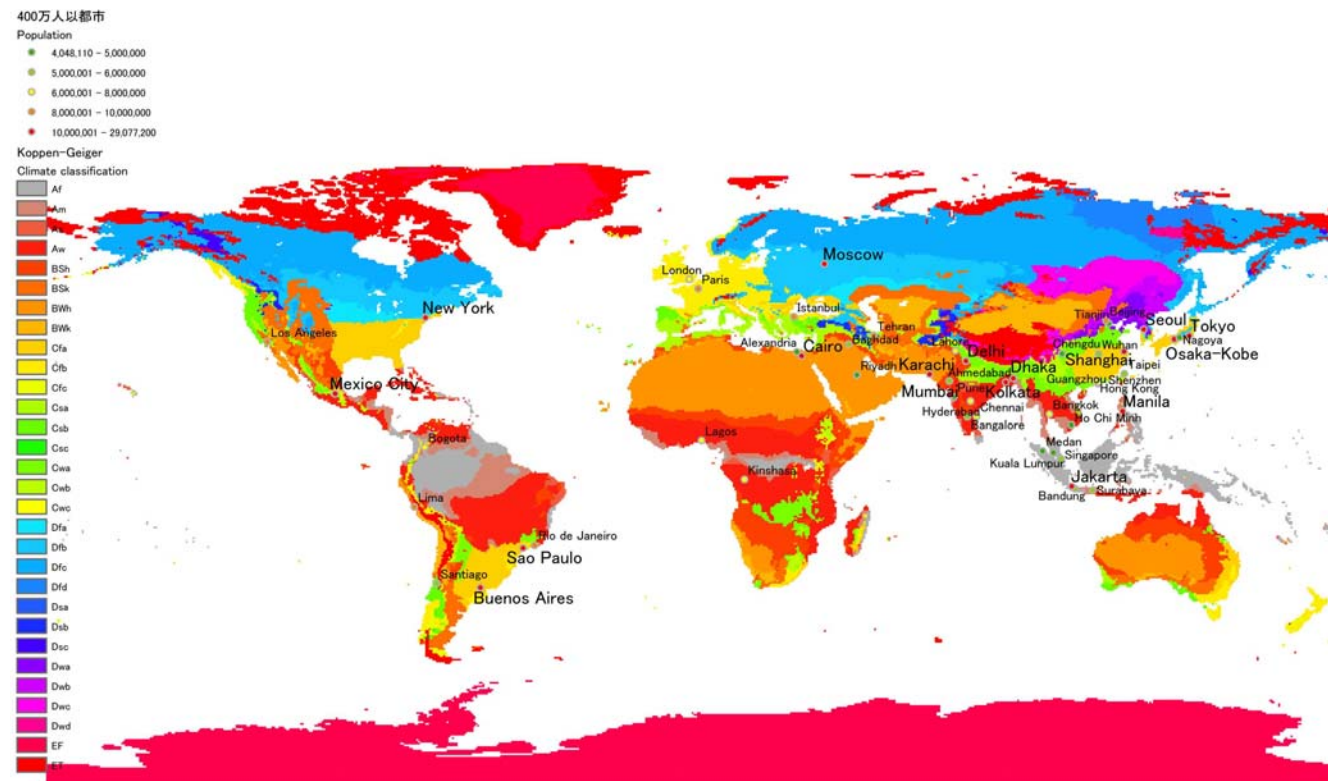 400万人以都市
Population
4,048,110 - 5,000,000
5,000,001 - 6,000,000
6,000,001 - 8,000,000
8,000,001 - 10,000,000
10,000,001 - 29,077,200
Koppen-Geiger
Climate classification
Af
Am
As
Aw
BSh
BSk
BWh
BWk
Cfa
Cfb
Cfc
Csa
Csb
Csc
Cwa
Cwb
Cwc
Dfa
Dfb
Dfc
Dfd
Dsa
Dsb
Dsc
Dwa
Dwb
Dwc
Dwd
EF
ET
Moscow
London
Paris
New York
Istanbul
Tianjin Beijing
Seoul Tokyo
Los Angeles
Tehran
Nagoya
Alexandria
Cairo
Baghdad
Lahore
Delhi
Chengdu Wuhan
Osaka-Kobe
Shanghai
Riyadh
Karachi
Ahmedabad
Dhaka
Taipei
Mexico City
Mumbai
Pune
Kolkata
Guangzhou Shenzhen
Hong Kong
Hyderabad
Chennai
Bangkok
Manila
Bangalore
Ho Chi Minh
Bogota
Lagos
Medan
Singapore
Kuala Lumpur
Kinshasa
Jakarta
Lima
Bandung
Surabaya
Rio de Janeiro
Sao Paulo
Santiago
Buenos Aires